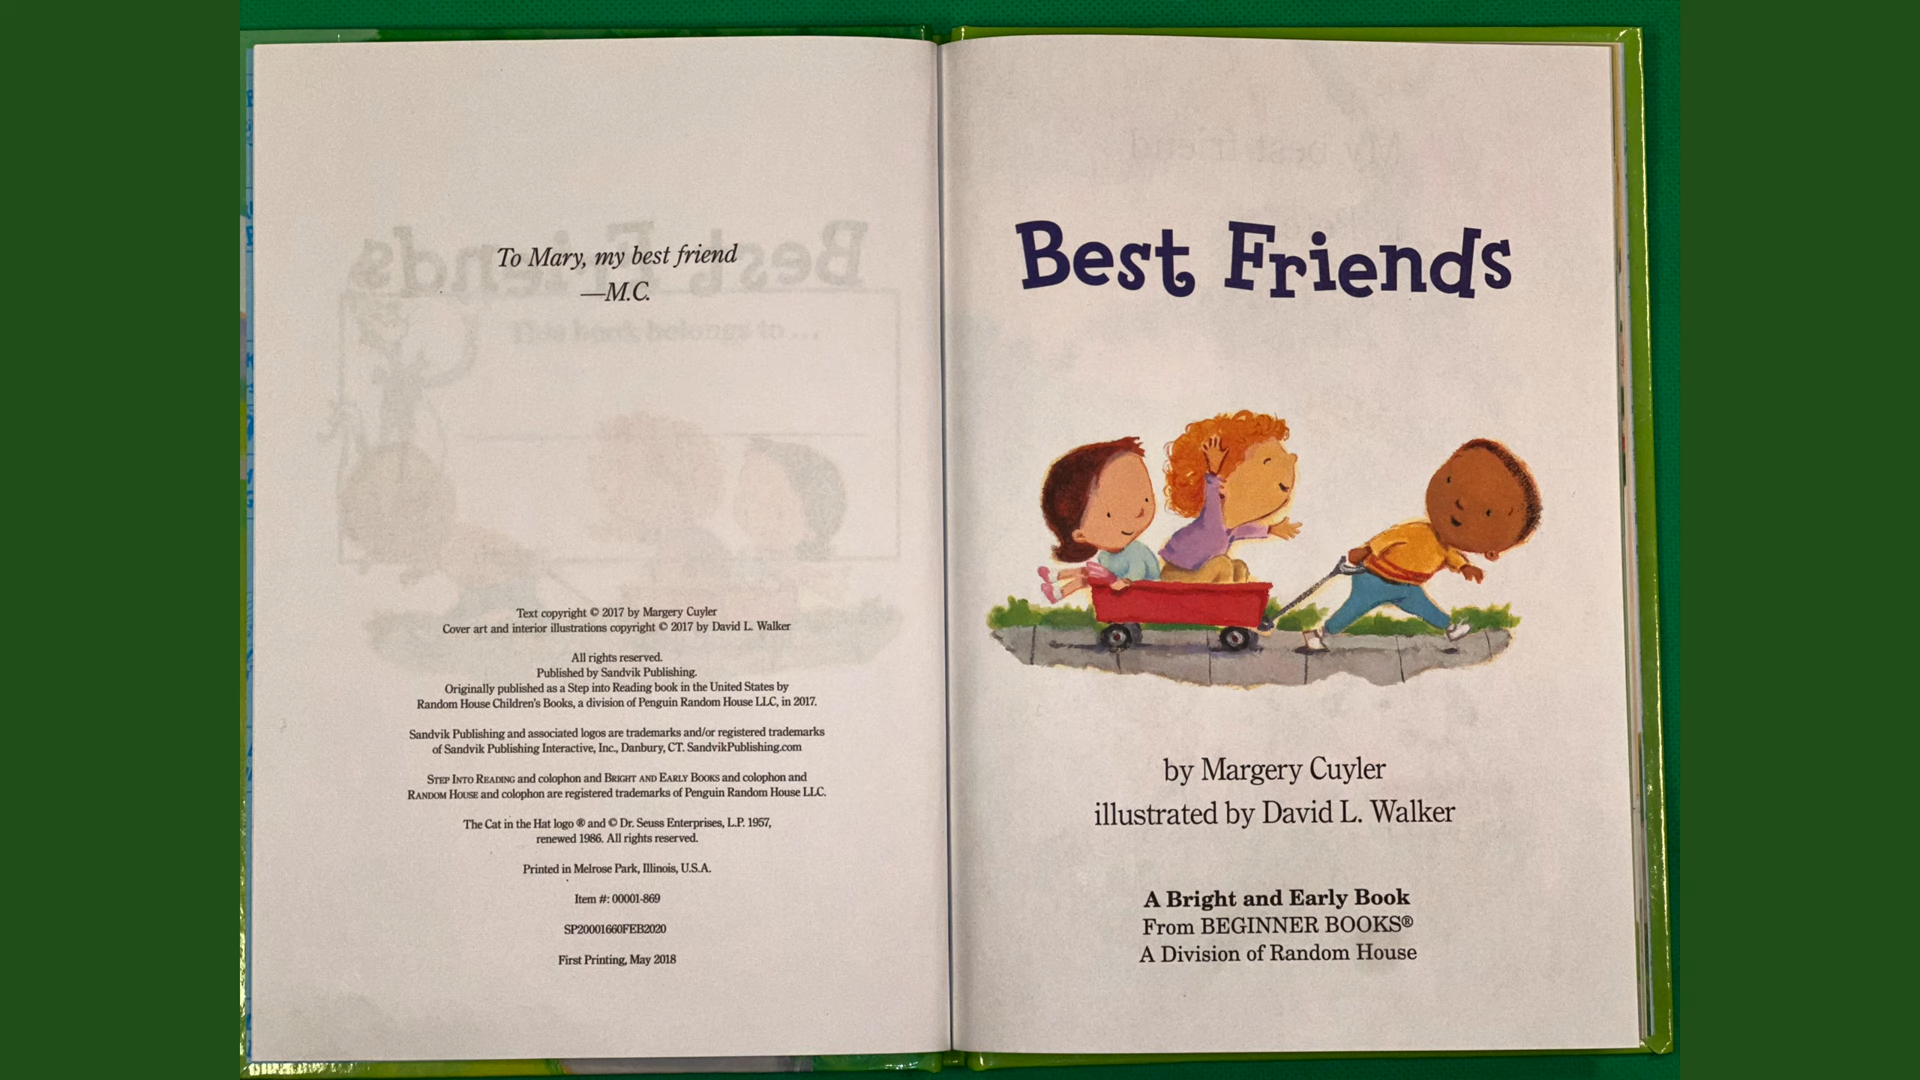 To Mary, my best friend
—M.C.
Text copyright © 2017 by Margery Cuyler
Cover art and interior illustrations copyright © 2017 by David L. Walker
All rights reserved.
Published by Sandvik Publishing.
Originally published as a Step into Reading book in the United States by
Random House Children's Books, a division of Penguin Random House LLC, in 2017.
Sandvik Publishing and associated logos are trademarks and/or registered trademarks
of Sandvik Publishing Interactive, Inc., Danbury, CT. SandvikPublishing.com
STEP INTO READING and colophon and BRIGHT AND EARLY BOOKS and colophon and
RANDOM HOUSE and colophon are registered trademarks of Penguin Random House LLC.
The Cat in the Hat logo ® and © Dr. Seuss Enterprises, L.P. 1957,
renewed 1986. All rights reserved.
Printed in Melrose Park, Illinois, U.S.A.
Item #: 00001-869
SP20001660FEB2020
First Printing, May 2018
Best Friends
by Margery Cuyler
illustrated by David L. Walker
A Bright and Early Book
From BEGINNER BOOKS®
A Division of Random House